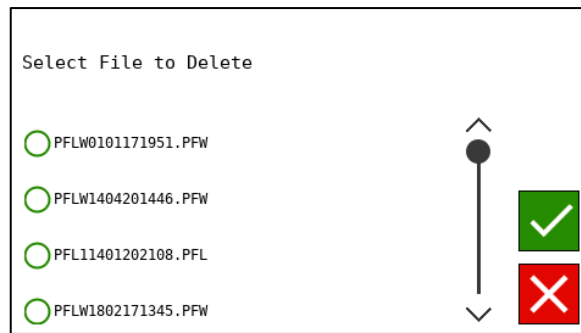 Select File to Delete
PFLW0101171951.PFW
PFLW1404201446.PFW
PFL11401202108.PFL
PFLW1802171345.PFW